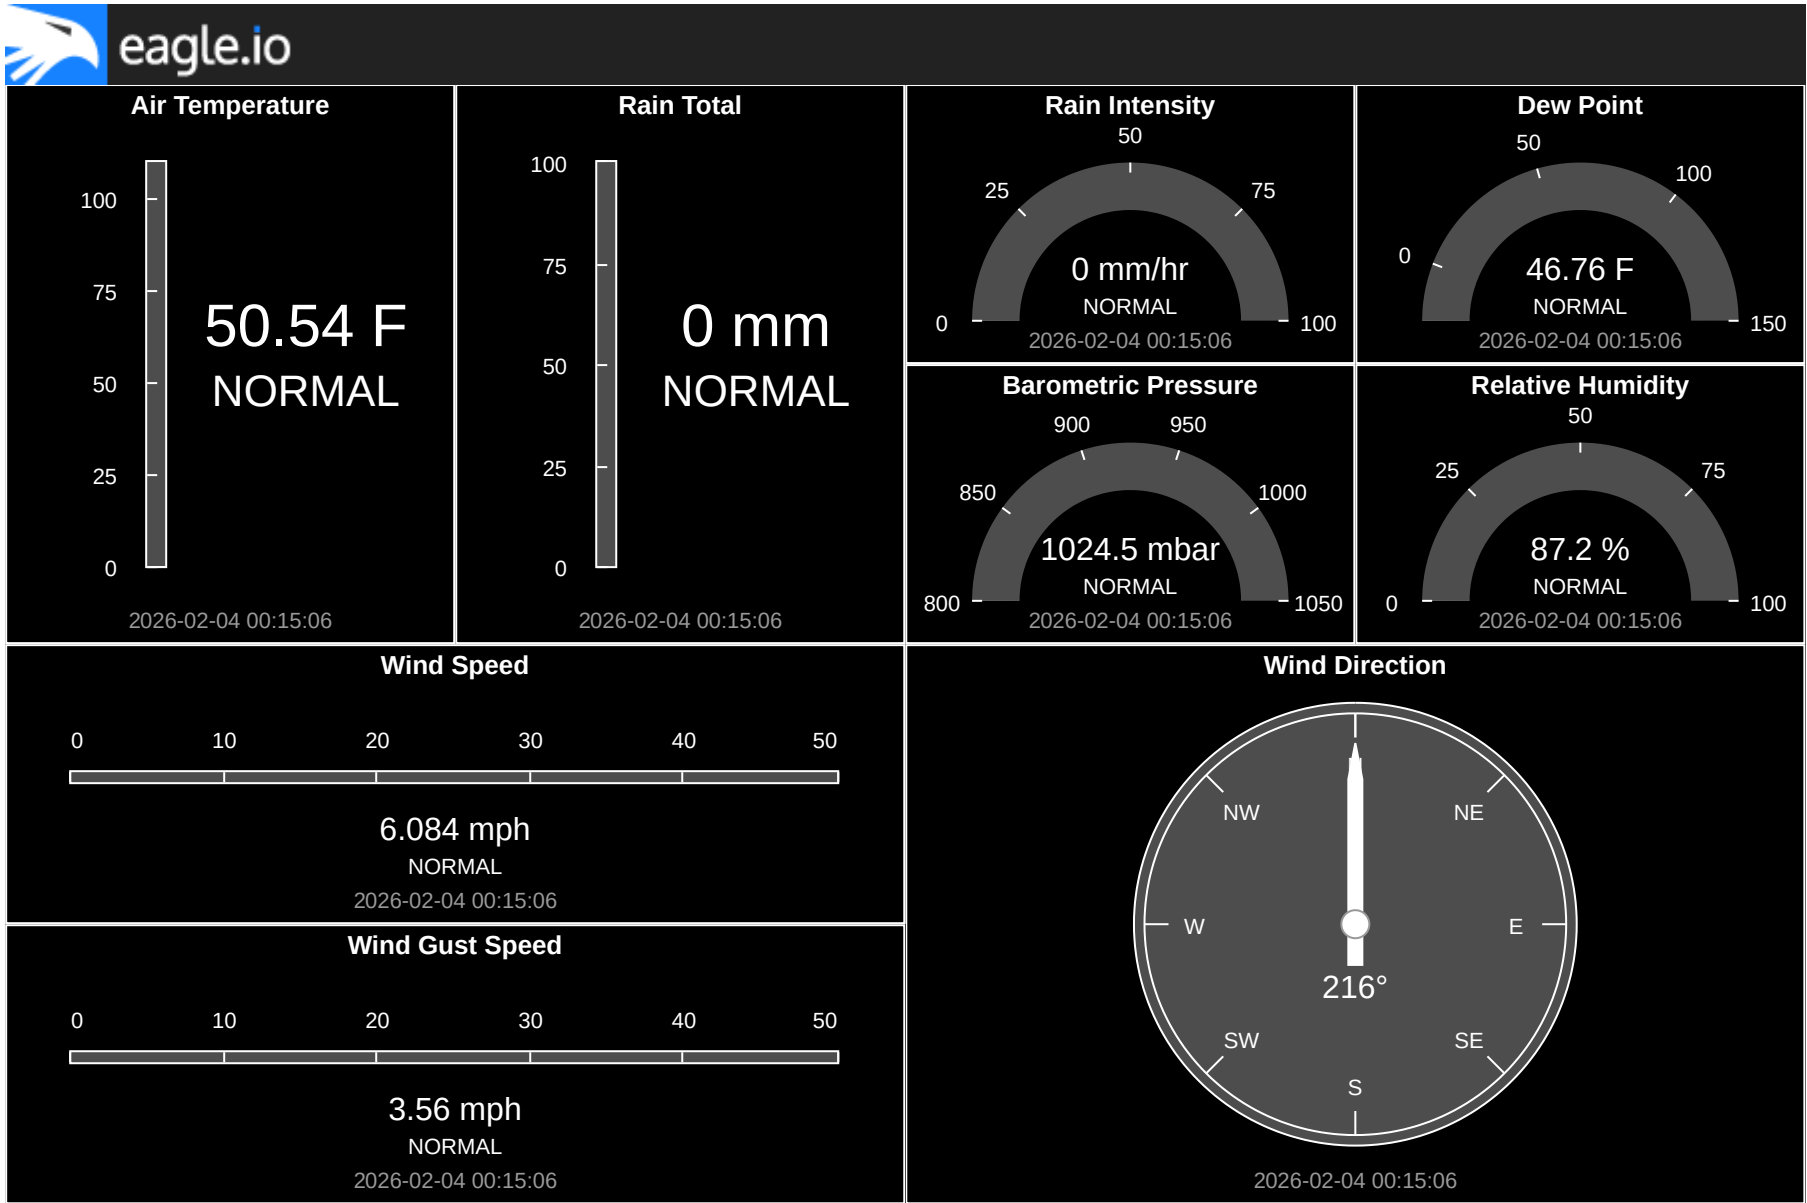 eagle.io
Air Temperature
100
75
50
25
0
50.54 F
NORMAL
2026-02-04 00:15:06
Rain Total
100
75
50
25
0
0 mm
NORMAL
2026-02-04 00:15:06
Rain Intensity
50
25
75
0
100
0 mm/hr
NORMAL
2026-02-04 00:15:06
Dew Point
50
100
0
150
46.76 F
NORMAL
2026-02-04 00:15:06
Barometric Pressure
900
950
850
1000
800
1050
1024.5 mbar
NORMAL
2026-02-04 00:15:06
Relative Humidity
50
25
75
0
100
87.2 %
NORMAL
2026-02-04 00:15:06
Wind Speed
0 10 20 30 40 50
6.084 mph
NORMAL
2026-02-04 00:15:06
Wind Gust Speed
0 10 20 30 40 50
3.56 mph
NORMAL
2026-02-04 00:15:06
Wind Direction
NW NE
W E
216°
SW SE
S
2026-02-04 00:15:06